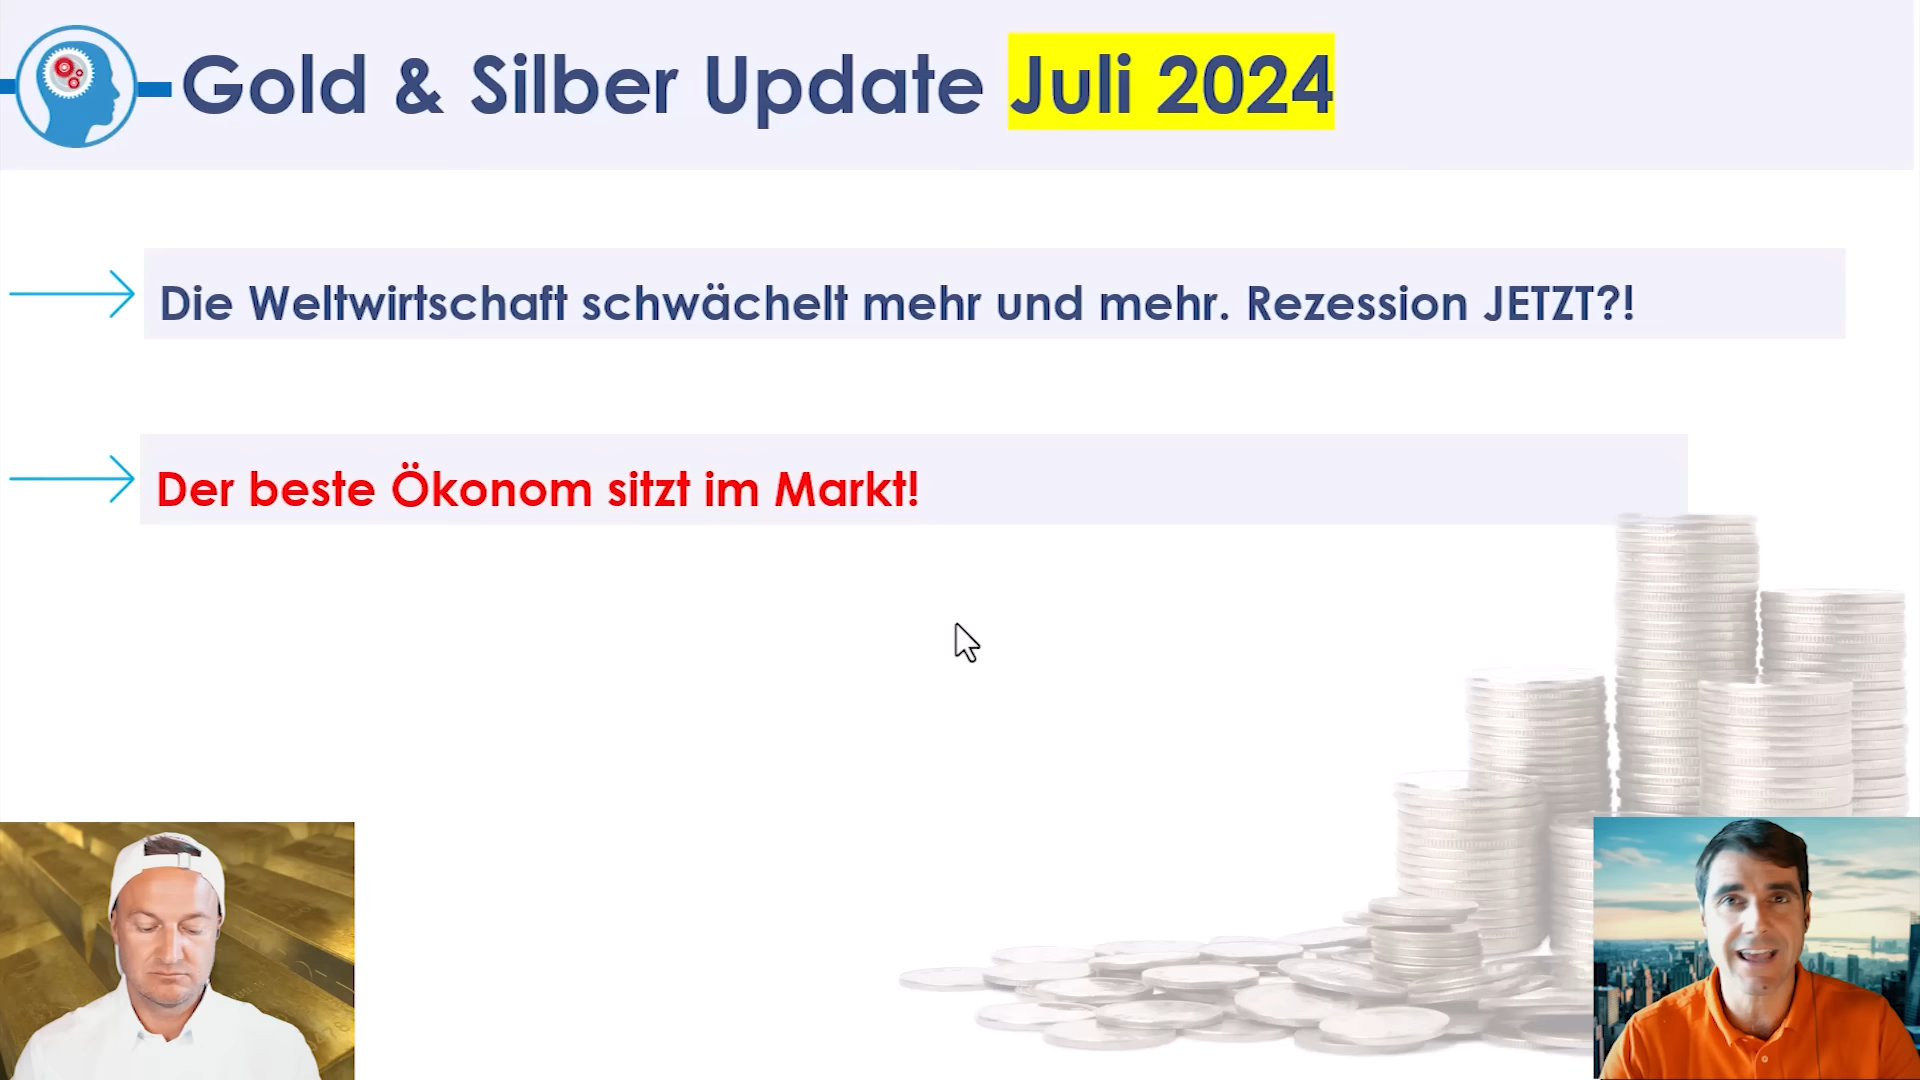 Gold & Silber Update Juli 2024
Die Weltwirtschaft schwächelt mehr und mehr. Rezession JETZT?!
Der beste Ökonom sitzt im Markt!